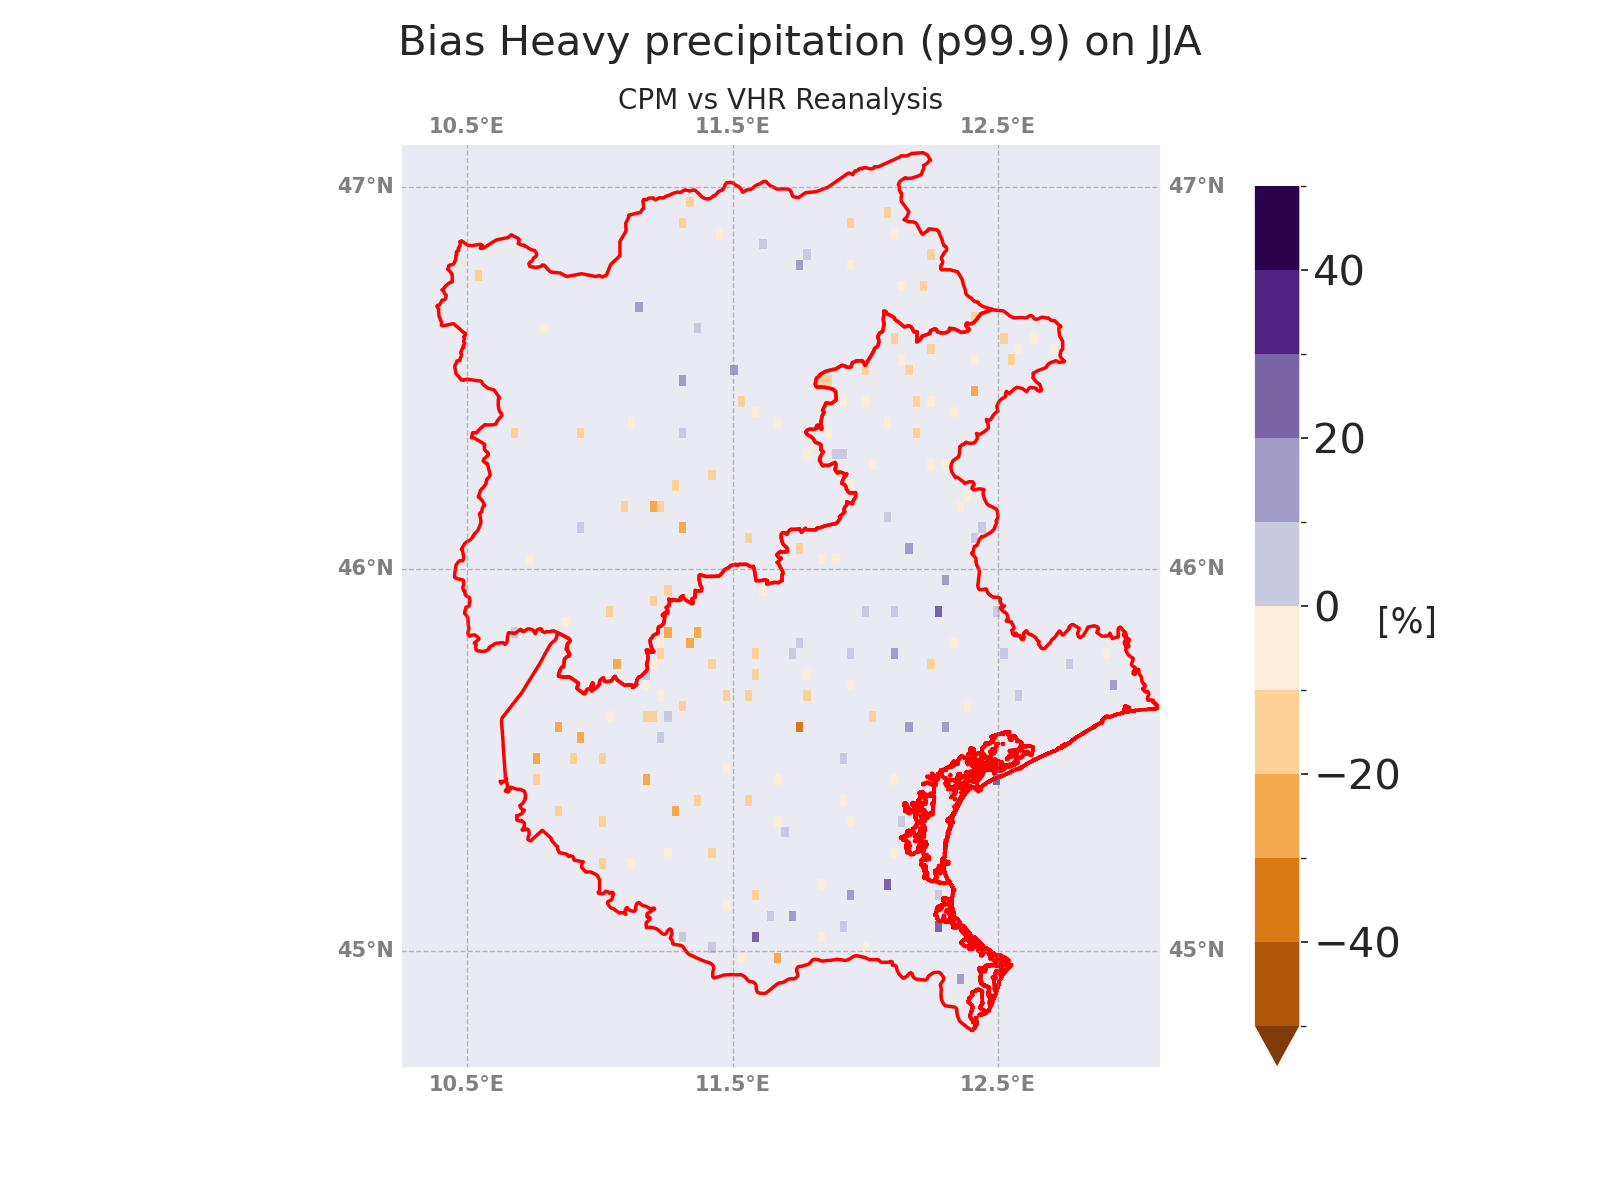 Bias Heavy precipitation (p99.9) on JJA
CPM vs VHR Reanalysis
10.5°E 11.5°E 12.5°E
47°N 47°N
46°N 46°N
45°N 45°N
10.5°E 11.5°E 12.5°E
40
20
0
−20
−40
[%]